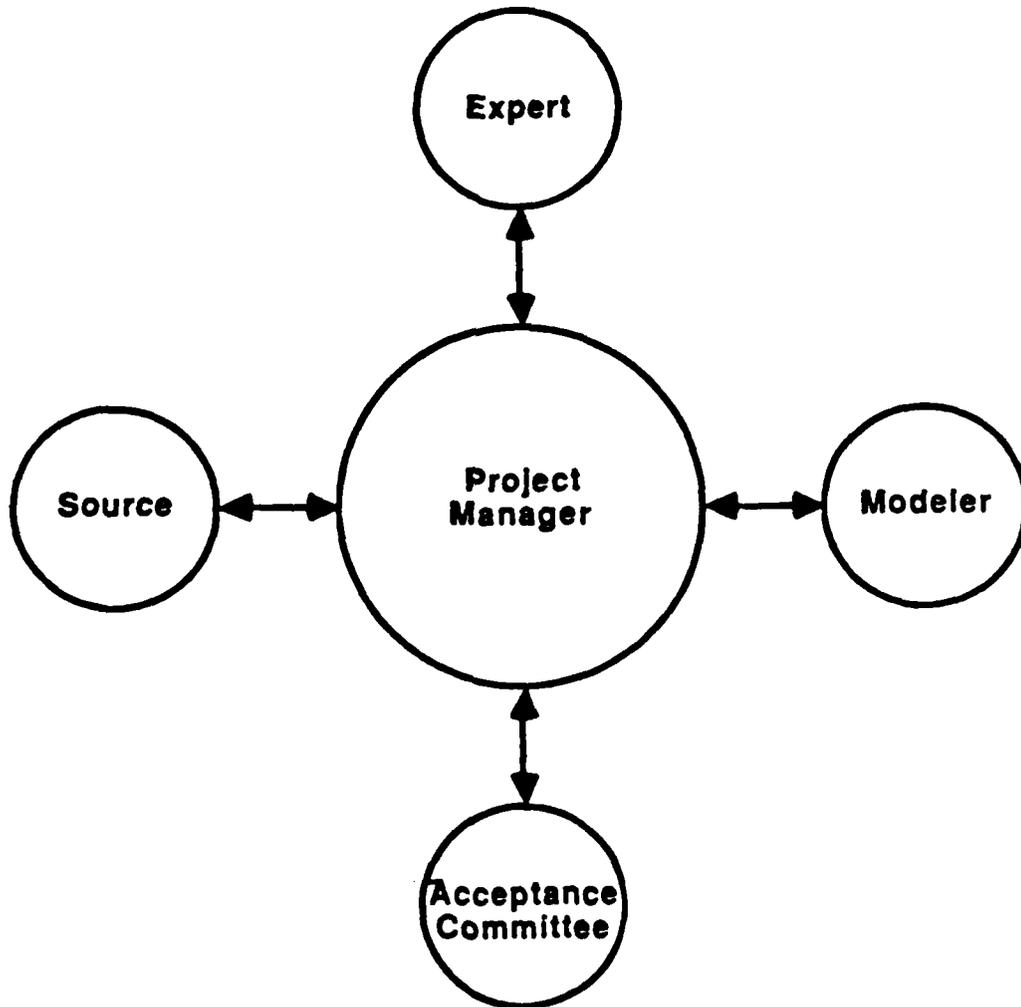 Expert
Source
Project
Manager
Modeler
Acceptance
Committee